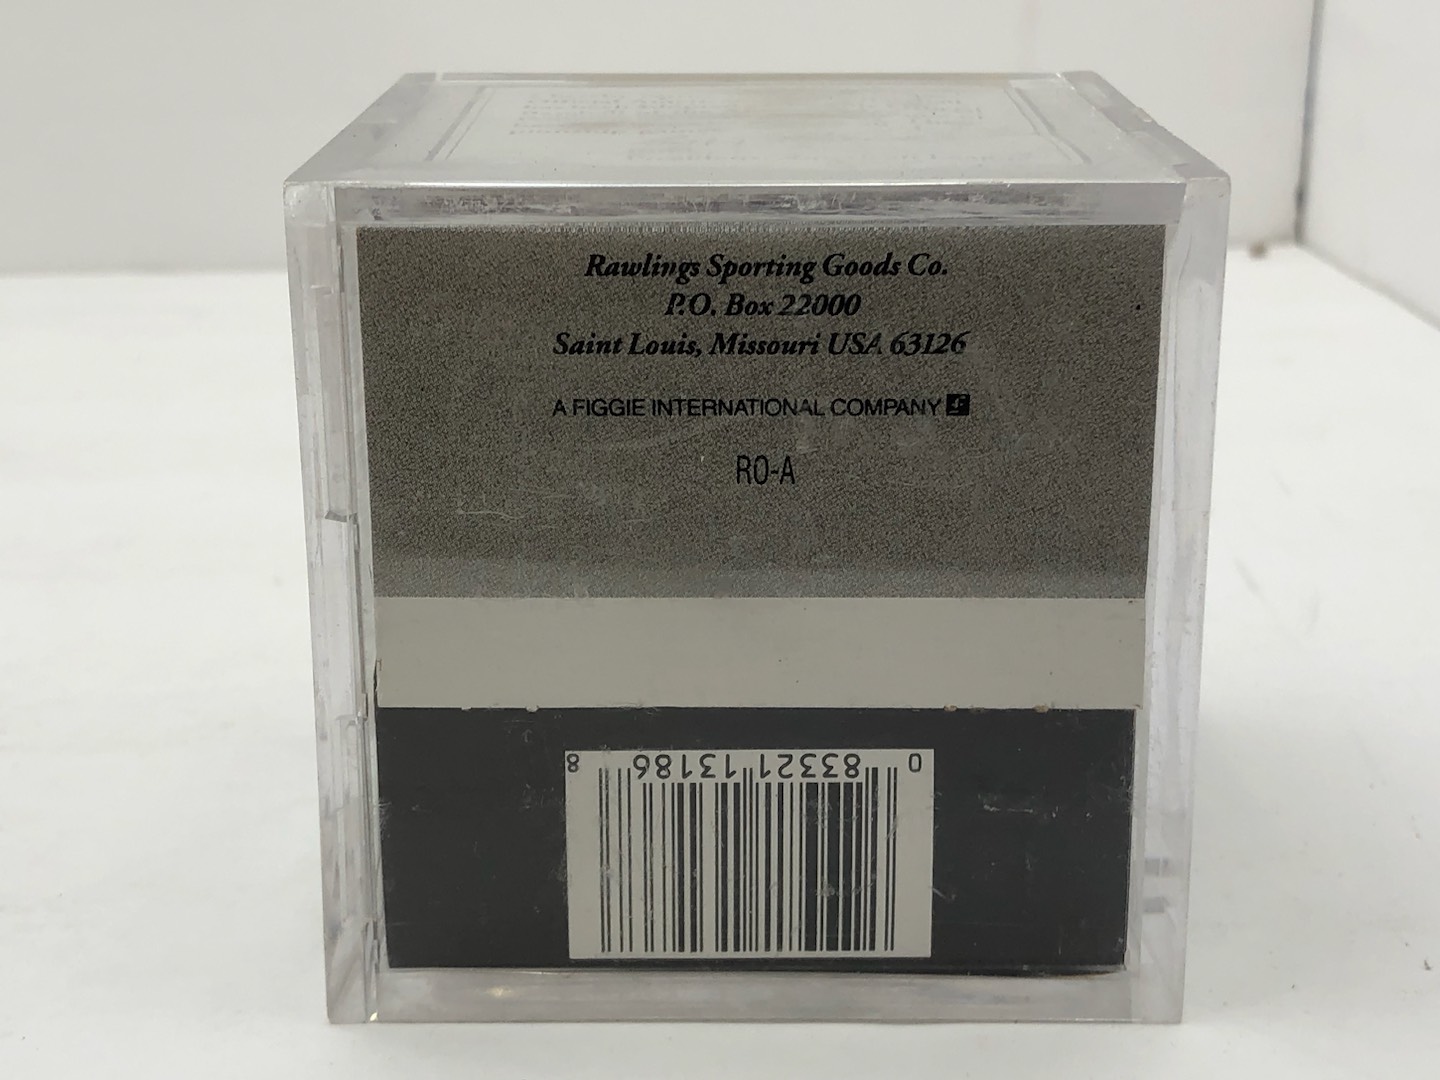 Rawlings Sporting Goods Co.
P.O. Box 22000
Saint Louis, Missouri USA 63126
A FIGGIE INTERNATIONAL COMPANY
RO-A
0 83321 13186 8